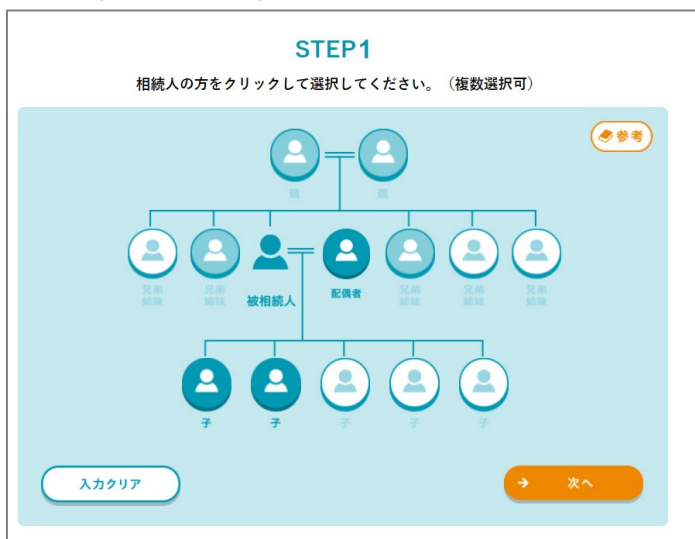 STEP1
相続人の方をクリックして選択してください。（複数選択可）
参考
親 親
兄弟 兄弟 兄弟 兄弟 兄弟
姉妹 姉妹 姉妹 姉妹 姉妹
被相続人 配偶者
子 子 子 子 子
入力クリア
→ 次へ